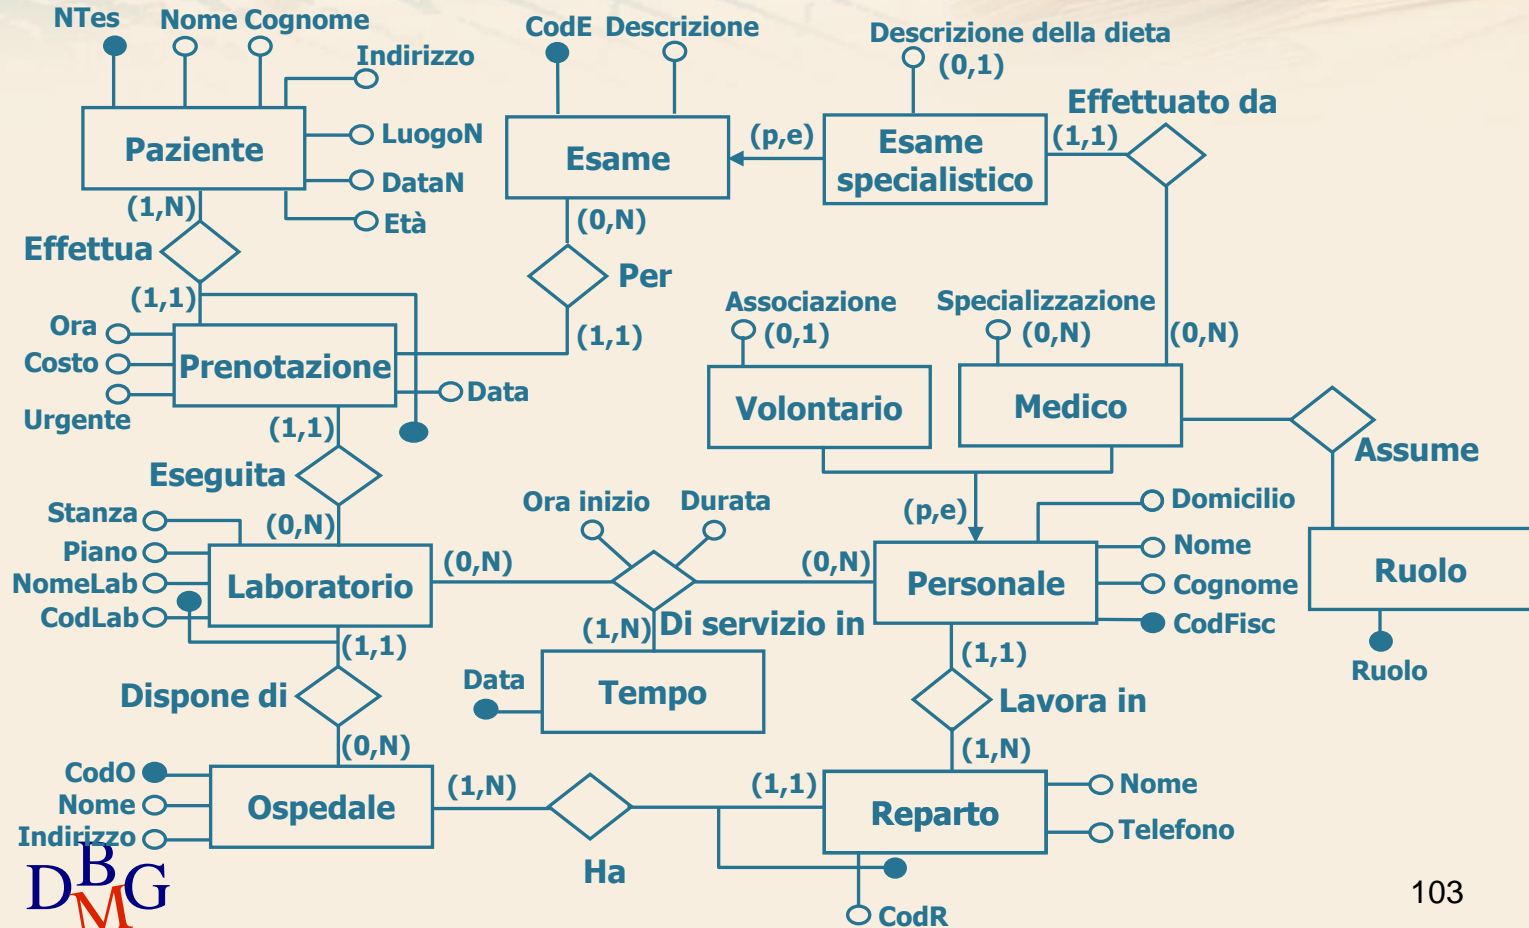 NTes
Nome Cognome
Indirizzo
Paziente
LuogoN
DataN
Età
(1,N)
Effettua
(1,1)
CodE Descrizione
Esame
(p,e)
(0,N)
Per
(1,1)
Descrizione della dieta
(0,1)
Esame
specialistico
(1,1)
Effettuato da
(0,N)
Ora
Costo
Urgente
Prenotazione
Data
(1,1)
Eseguita
(0,N)
Associazione
(0,1)
Volontario
Specializzazione
(0,N)
Medico
Assume
Ruolo
Ruolo
(p,e)
Stanza
Piano
NomeLab
CodLab
Laboratorio
(0,N)
Ora inizio
Durata
Di servizio in
(0,N)
(1,N)
Data
Tempo
Personale
Domicilio
Nome
Cognome
CodFisc
(1,1)
Lavora in
(1,N)
(1,1)
Dispone di
(0,N)
CodO
Nome
Indirizzo
Ospedale
(1,N)
Ha
(1,1)
Reparto
Nome
Telefono
CodR
DBMG
103